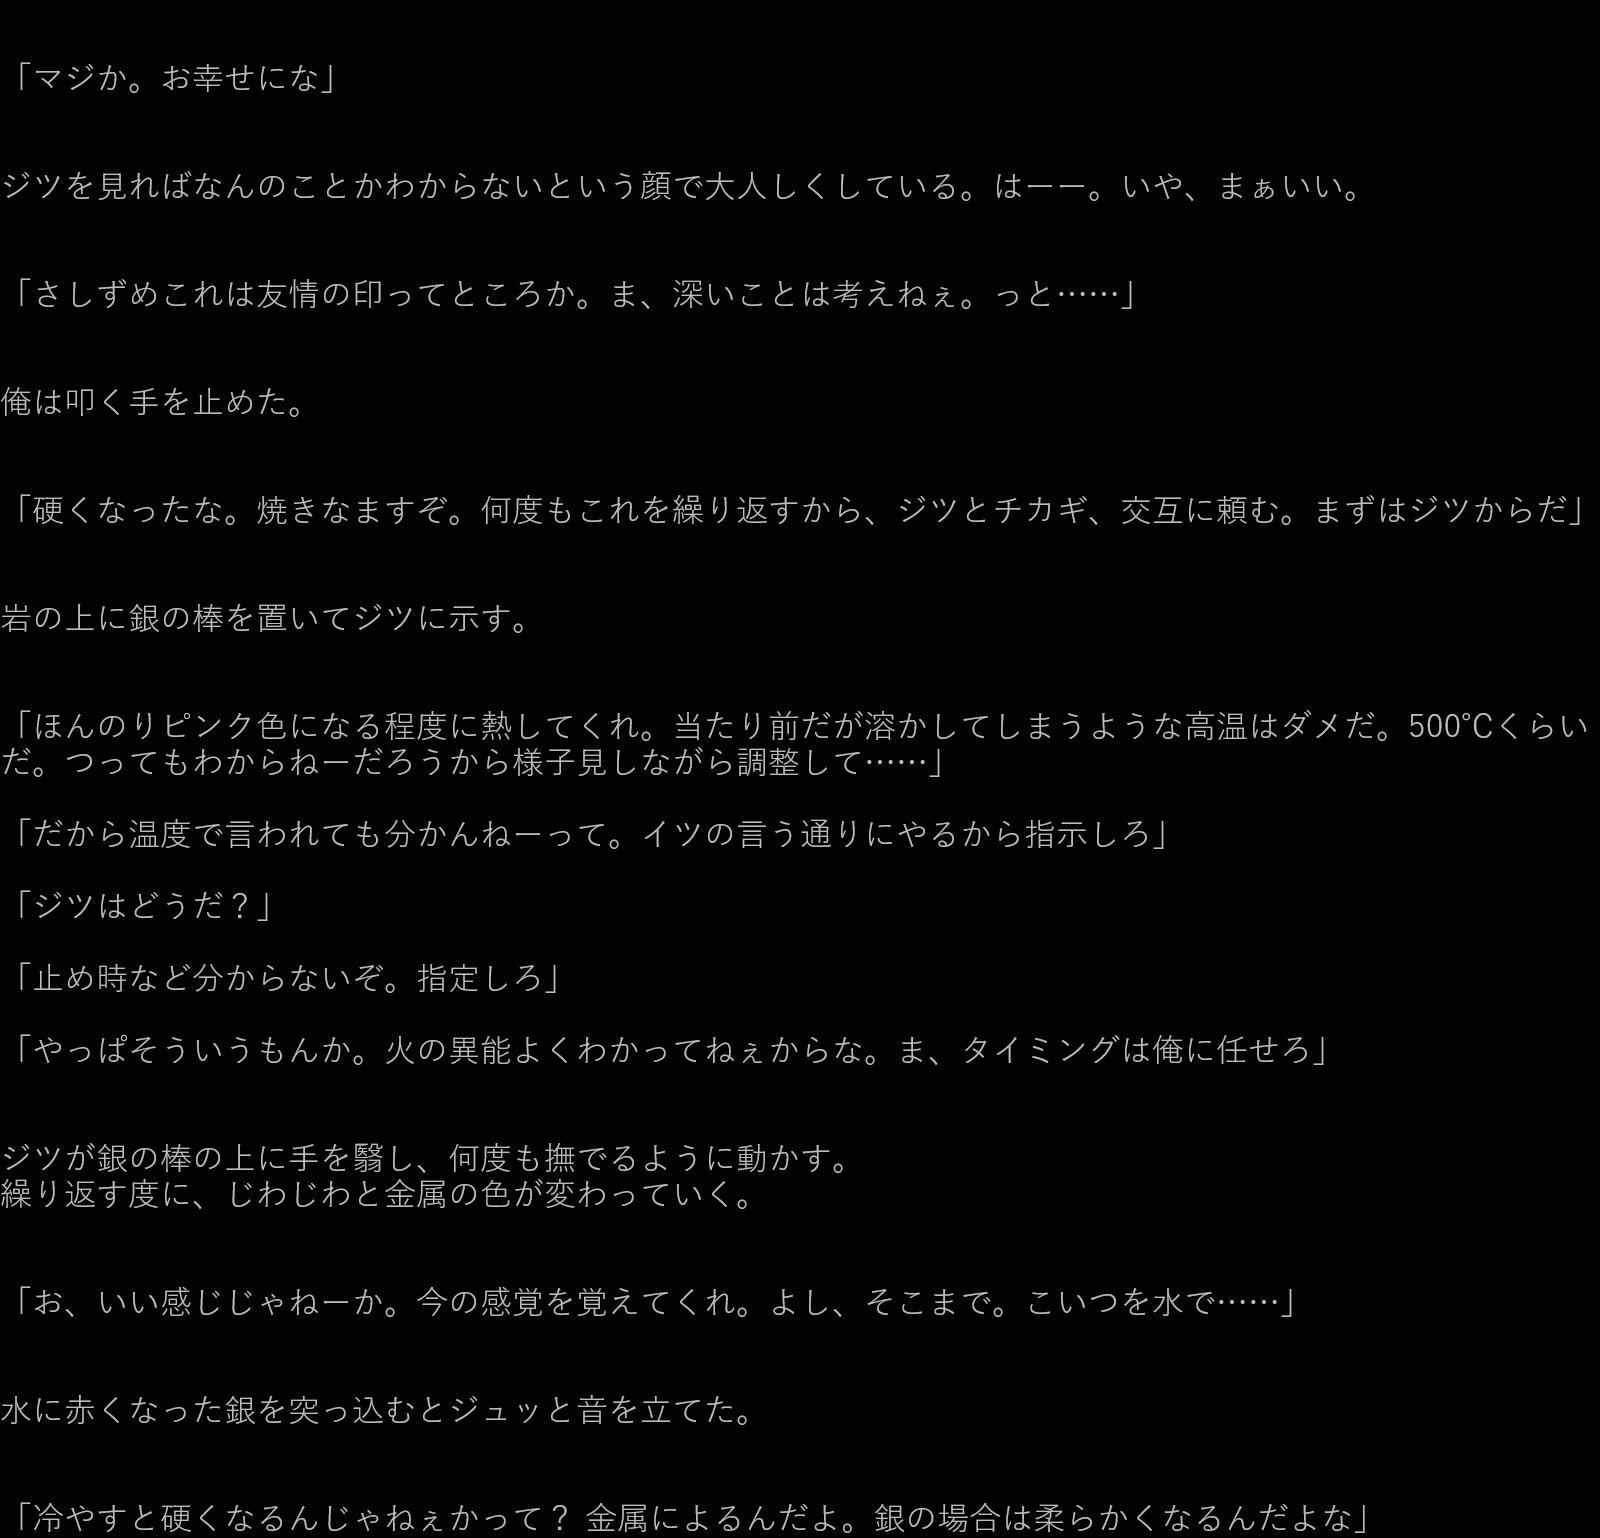 「マジか。お幸せにな」
ジツを見ればなんのことかわからないという顔で大人しくしている。はーー。いや、まぁいい。
「さしずめこれは友情の印ってところか。ま、深いことは考えねぇ。っと……」
俺は叩く手を止めた。
「硬くなったな。焼きなますぞ。何度もこれを繰り返すから、ジツとチカギ、交互に頼む。まずはジツからだ」
岩の上に銀の棒を置いてジツに示す。
「ほんのりピンク色になる程度に熱してくれ。当たり前だが溶かしてしまうような高温はダメだ。500℃くらい
だ。つってもわからねーだろうから様子見しながら調整して……」
「だから温度で言われても分かんねーって。イツの言う通りにやるから指示しろ」
「ジツはどうだ？」
「止め時など分からないぞ。指定しろ」
「やっぱそういうもんか。火の異能よくわかってねぇからな。ま、タイミングは俺に任せろ」
ジツが銀の棒の上に手を翳し、何度も撫でるように動かす。
繰り返す度に、じわじわと金属の色が変わっていく。
「お、いい感じじゃねーか。今の感覚を覚えてくれ。よし、そこまで。こいつを水で……」
水に赤くなった銀を突っ込むとジュッと音を立てた。
「冷やすと硬くなるんじゃねぇかって？ 金属によるんだよ。銀の場合は柔らかくなるんだよな」